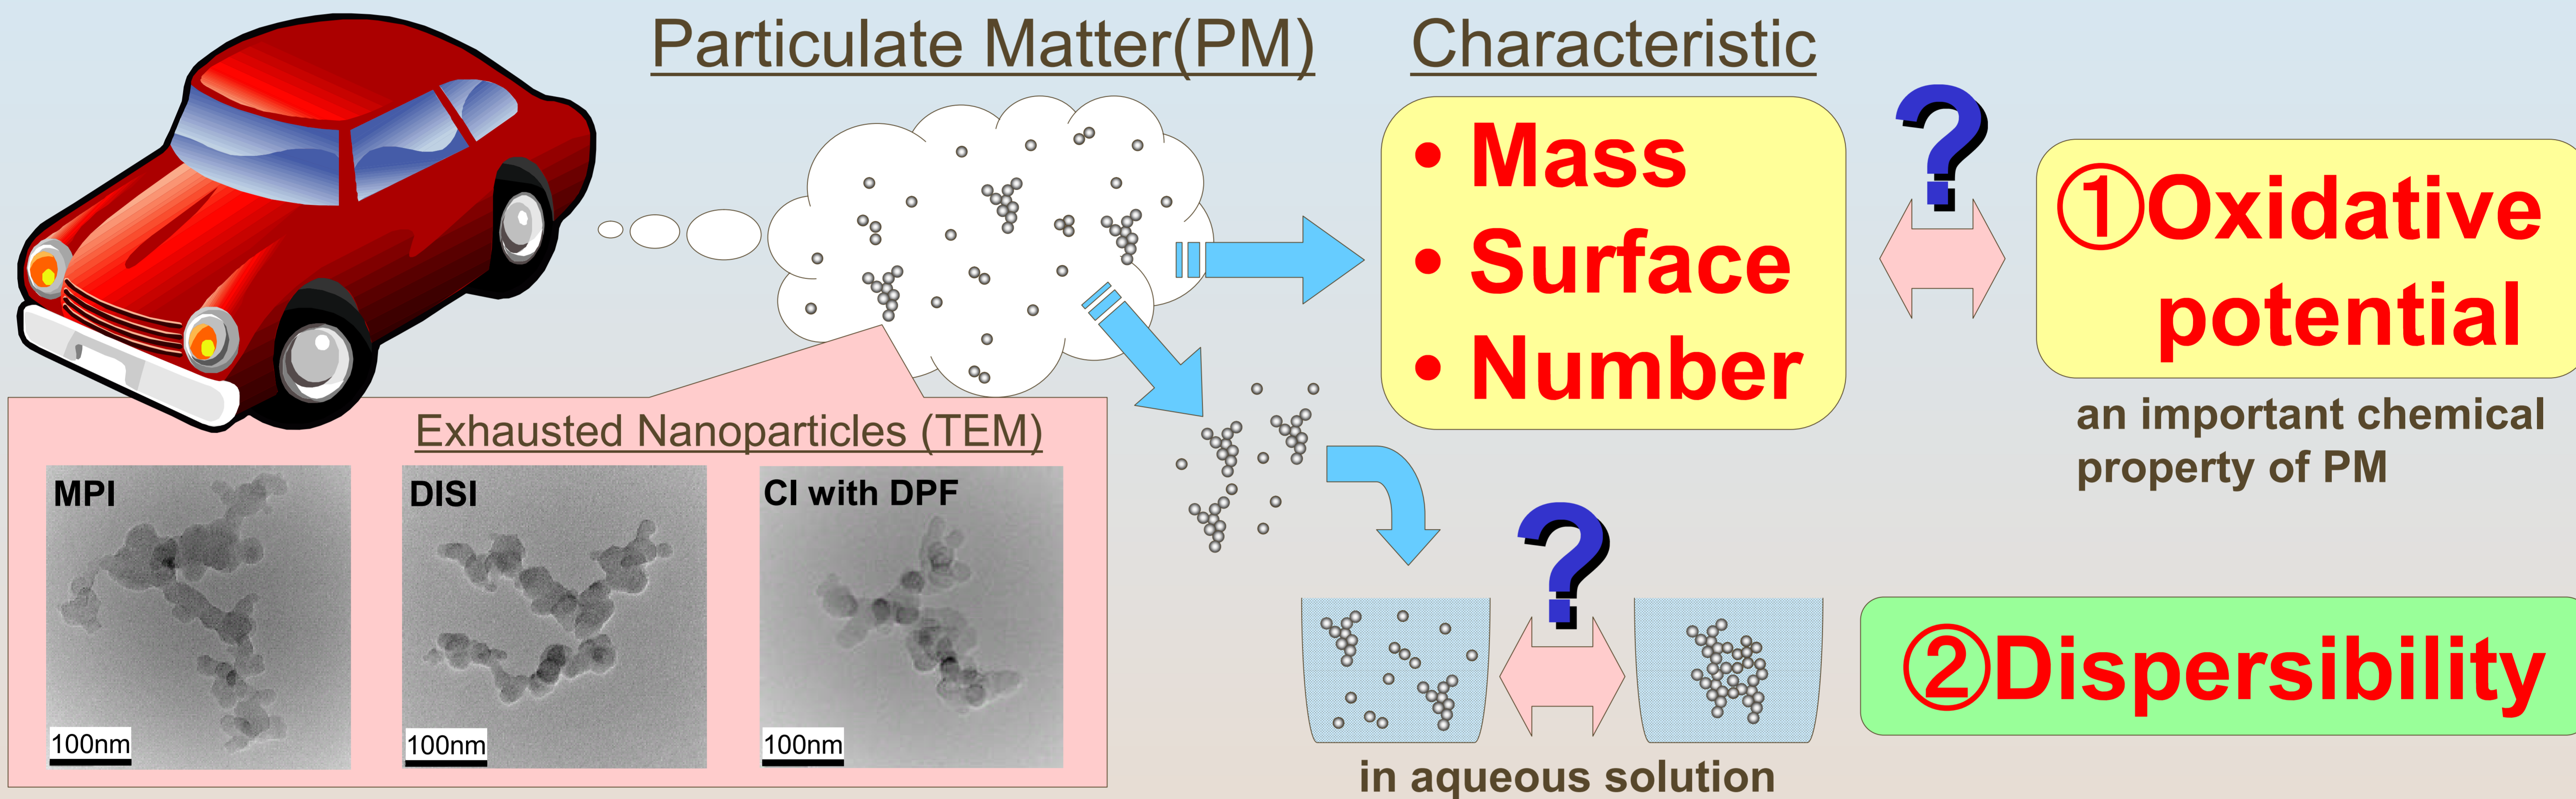 Particulate Matter(PM)
Characteristic
• Mass
• Surface
• Number
?
①Oxidative
potential
an important chemical
property of PM
Exhausted Nanoparticles (TEM)
MPI
100nm
DISI
100nm
CI with DPF
100nm
?
in aqueous solution
②Dispersibility